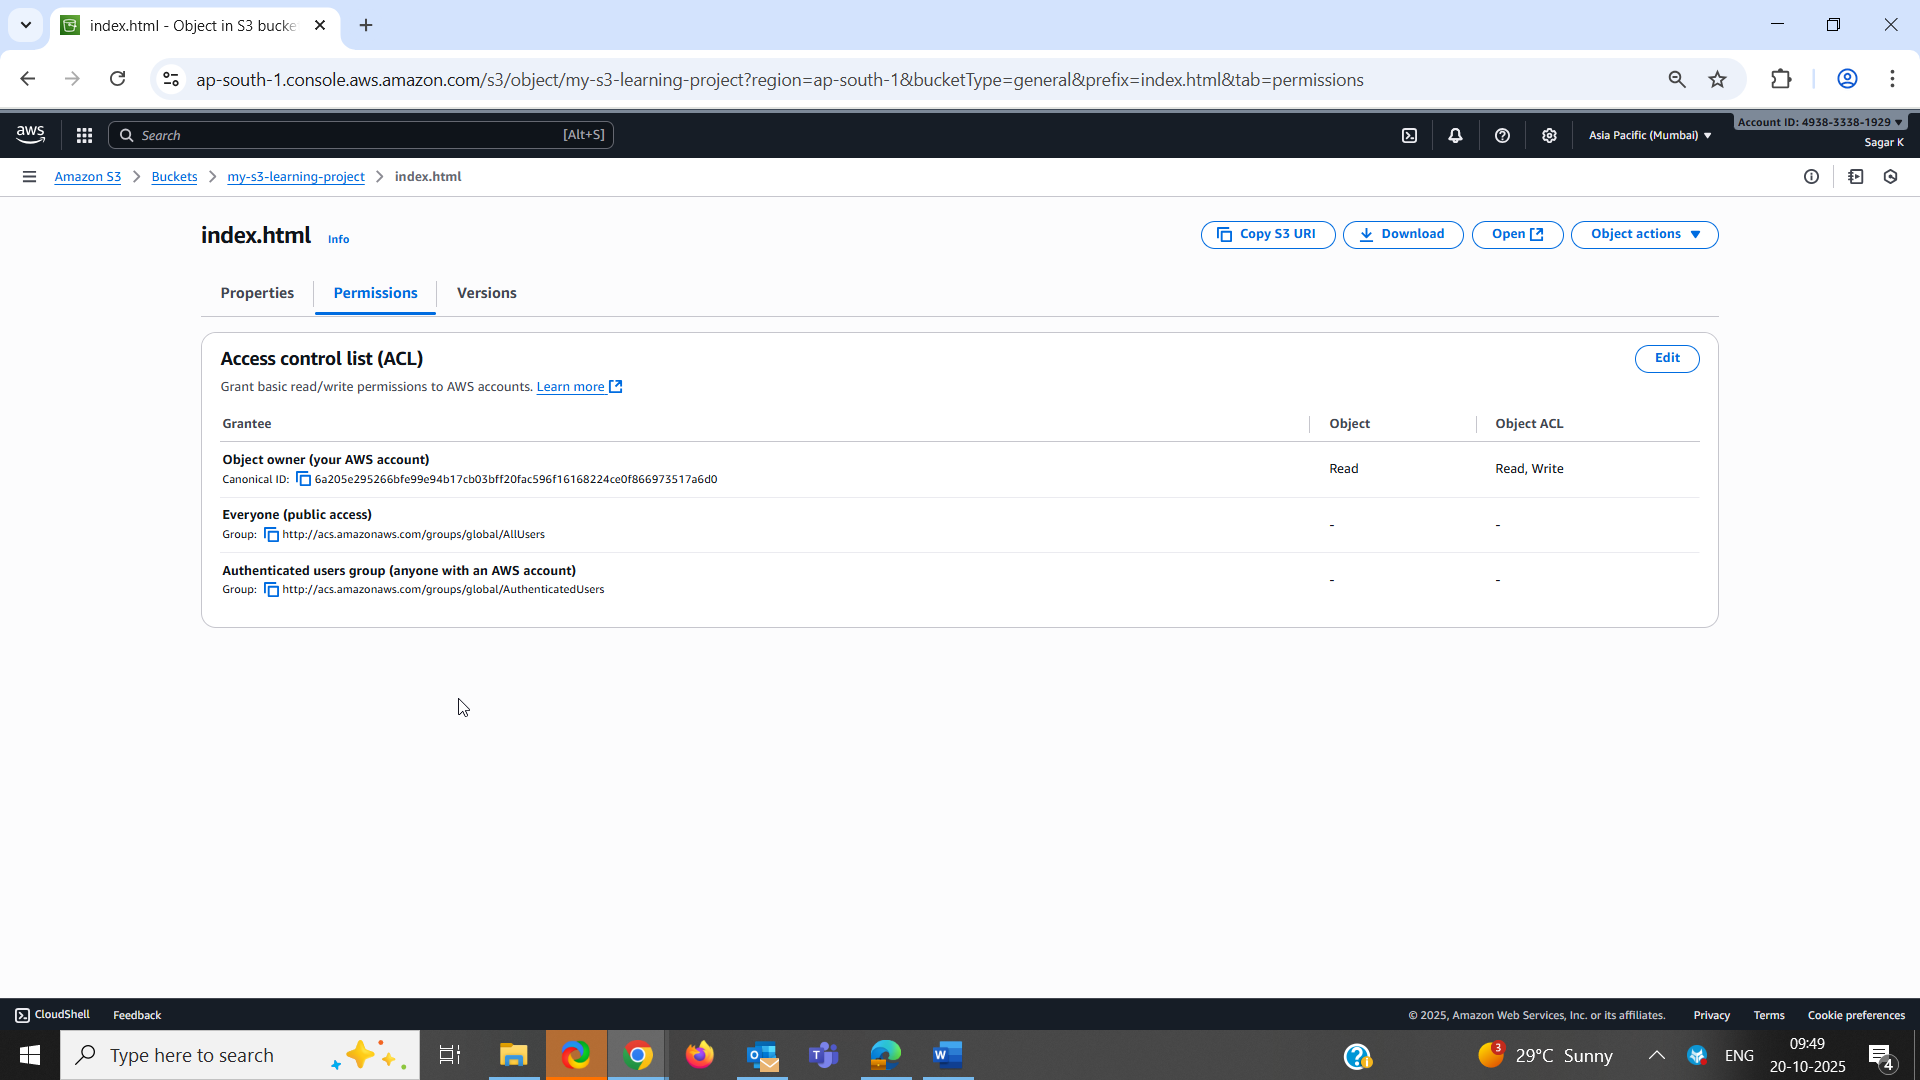 index.html - Object in S3 bucke
ap-south-1.console.aws.amazon.com/s3/object/my-s3-learning-project?region=ap-south-1&bucketType=general&prefix=index.html&tab=permissions
aws
Search
[Alt+S]
Asia Pacific (Mumbai)
Account ID: 4938-3338-1929
Sagar K
Amazon S3
Buckets
my-s3-learning-project
index.html
index.html
Info
Copy S3 URI
Download
Open
Object actions
Properties
Permissions
Versions
Access control list (ACL)
Edit
Grant basic read/write permissions to AWS accounts. Learn more
Grantee
Object
Object ACL
Object owner (your AWS account)
Canonical ID: 6a205e295266bfe99e94b17cb03bff20fac596f16168224ce0f866973517a6d0
Read
Read, Write
Everyone (public access)
Group: http://acs.amazonaws.com/groups/global/AllUsers
-
-
Authenticated users group (anyone with an AWS account)
Group: http://acs.amazonaws.com/groups/global/AuthenticatedUsers
-
-
CloudShell
Feedback
© 2025, Amazon Web Services, Inc. or its affiliates.
Privacy
Terms
Cookie preferences
Type here to search
3
29°C Sunny
ENG
09:49
20-10-2025
4